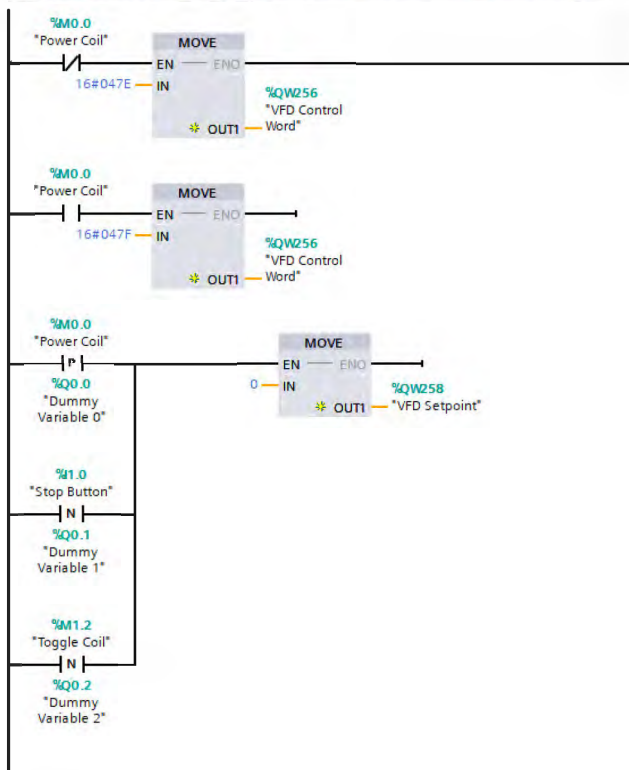 %M0.0
"Power Coil"
MOVE
EN ENO
16#047E IN
%QW256
"VFD Control
OUT1 Word"
%M0.0
"Power Coil"
MOVE
EN ENO
16#047F IN
%QW256
"VFD Control
OUT1 Word"
%M0.0
"Power Coil"
MOVE
P
EN ENO
%Q0.0
0 IN
%QW258
"Dummy
Variable 0"
OUT1 "VFD Setpoint"
%I1.0
"Stop Button"
N
%Q0.1
"Dummy
Variable 1"
%M1.2
"Toggle Coil"
N
%Q0.2
"Dummy
Variable 2"